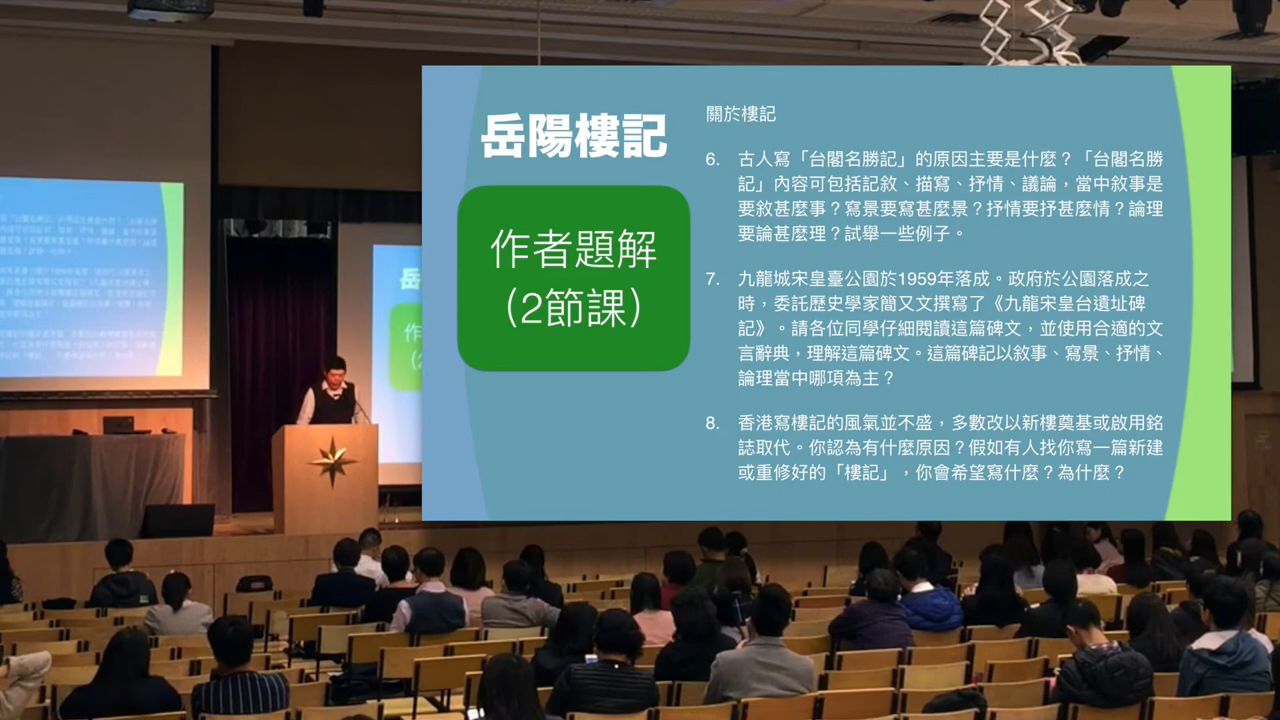 岳陽樓記
作者題解
（2節課）
關於樓記
6. 古人寫「台閣名勝記」的原因主要是什麼？「台閣名勝
記」內容可包括記敘、描寫、抒情、議論，當中敘事是
要敘甚麼事？寫景要寫甚麼景？抒情要抒甚麼情？論理
要論甚麼理？試舉一些例子。
7. 九龍城宋皇臺公園於1959年落成。政府於公園落成之
時，委託歷史學家簡又文撰寫了《九龍宋皇台遺址碑
記》。請各位同學仔細閱讀這篇碑文，並使用合適的文
言辭典，理解這篇碑文。這篇碑記以敘事、寫景、抒情、
論理當中哪項為主？
8. 香港寫樓記的風氣並不盛，多數改以新樓奠基或啟用銘
誌取代。你認為有什麼原因？假如有人找你寫一篇新建
或重修好的「樓記」，你會希望寫什麼？為什麼？
岳
作